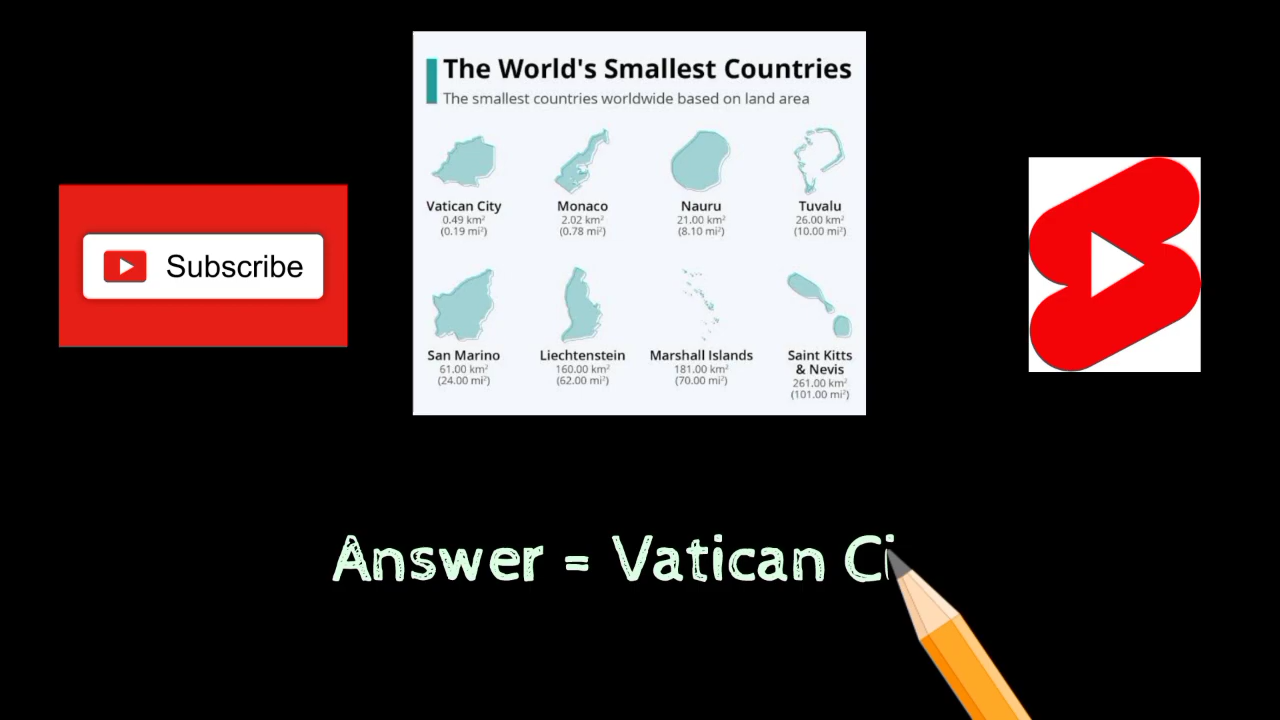 The World's Smallest Countries
The smallest countries worldwide based on land area
Vatican City
0.49 km²
(0.19 mi²)
Monaco
2.02 km²
(0.78 mi²)
Nauru
21.00 km²
(8.10 mi²)
Tuvalu
26.00 km²
(10.00 mi²)
San Marino
61.00 km²
(24.00 mi²)
Liechtenstein
160.00 km²
(62.00 mi²)
Marshall Islands
181.00 km²
(70.00 mi²)
Saint Kitts
& Nevis
261.00 km²
(101.00 mi²)
Subscribe
Answer = Vatican Ci